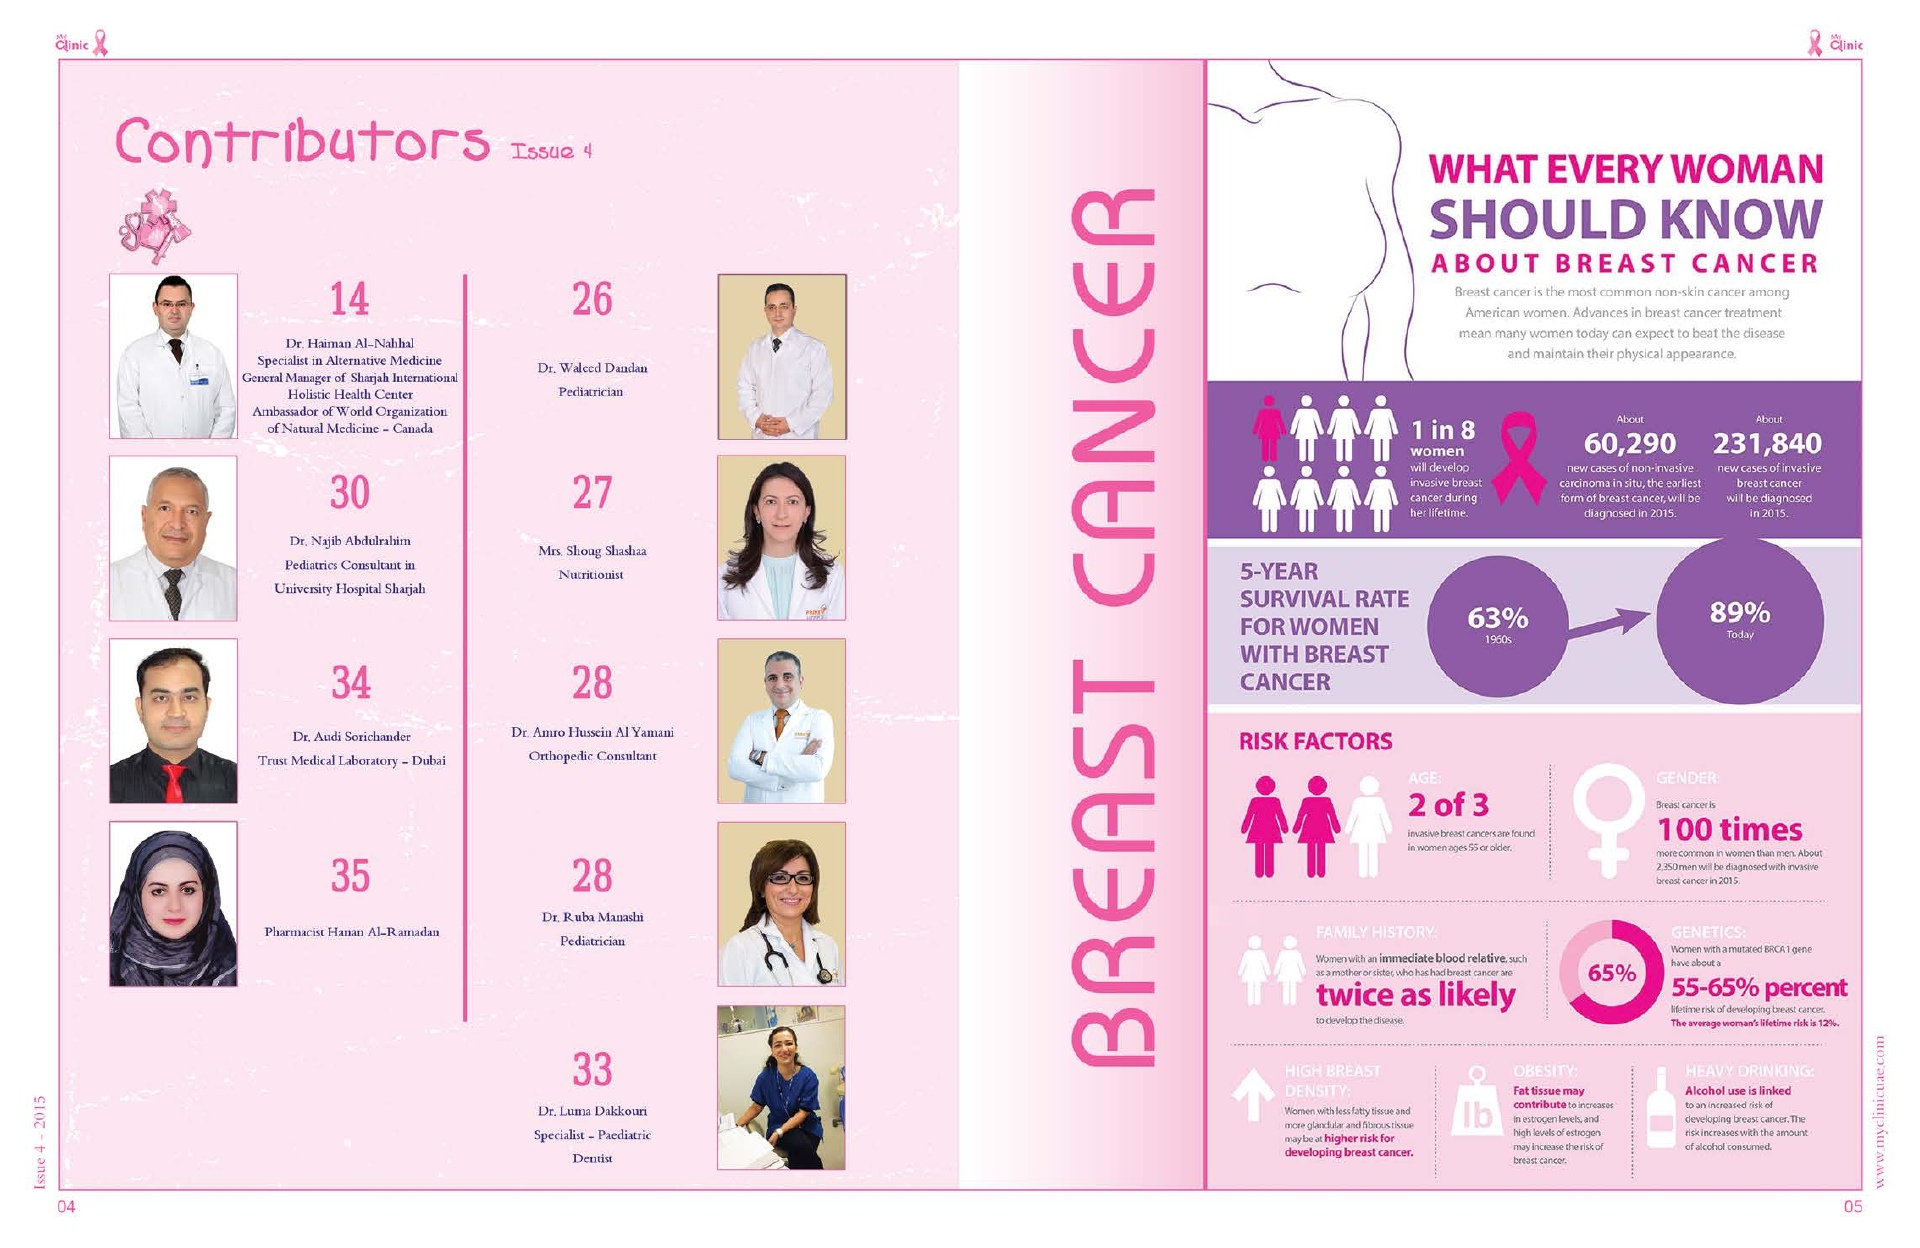 My
Clinic
Contributors Issue 4
14
Dr. Haiman Al-Nahhal
Specialist in Alternative Medicine
General Manager of Sharjah International
Holistic Health Center
Ambassador of World Organization
of Natural Medicine - Canada
30
Dr. Najib Abdulrahim
Pediatrics Consultant in
University Hospital Sharjah
34
Dr. Audi Sorichander
Trust Medical Laboratory - Dubai
35
Pharmacist Hanan Al-Ramadan
26
Dr. Waleed Dandan
Pediatrician
27
Mrs. Shoug Shashaa
Nutritionist
28
Dr. Amro Hussein Al Yamani
Orthopedic Consultant
28
Dr. Ruba Manashi
Pediatrician
33
Dr. Luma Dakkouri
Specialist - Paediatric
Dentist
Issue 4 - 2015
04
BREAST CANCER
My
Clinic
WHAT EVERY WOMAN
SHOULD KNOW
ABOUT BREAST CANCER
Breast cancer is the most common non-skin cancer among
American women. Advances in breast cancer treatment
mean many women today can expect to beat the disease
and maintain their physical appearance.
1 in 8
women
will develop
invasive breast
cancer during
her lifetime.
About
60,290
new cases of non-invasive
carcinoma in situ, the earliest
form of breast cancer, will be
diagnosed in 2015.
About
231,840
new cases of invasive
breast cancer
will be diagnosed
in 2015.
5-YEAR
SURVIVAL RATE
FOR WOMEN
WITH BREAST
CANCER
63%
1960s
89%
Today
RISK FACTORS
AGE:
2 of 3
invasive breast cancers are found
in women ages 55 or older.
GENDER:
Breast cancer is
100 times
more common in women than men. About
2,350 men will be diagnosed with invasive
breast cancer in 2015.
FAMILY HISTORY:
Women with an immediate blood relative, such
as a mother or sister, who has had breast cancer are
twice as likely
to develop the disease.
65%
GENETICS:
Women with a mutated BRCA1 gene
have about a
55-65% percent
lifetime risk of developing breast cancer.
The average woman's lifetime risk is 12%.
HIGH BREAST
DENSITY:
Women with less fatty tissue and
more glandular and fibrous tissue
may be at higher risk for
developing breast cancer.
lb
OBESITY:
Fat tissue may
contribute to increases
in estrogen levels, and
high levels of estrogen
may increase the risk of
breast cancer.
HEAVY DRINKING:
Alcohol use is linked
to an increased risk of
developing breast cancer. The
risk increases with the amount
of alcohol consumed.
www.myclinicuae.com
05